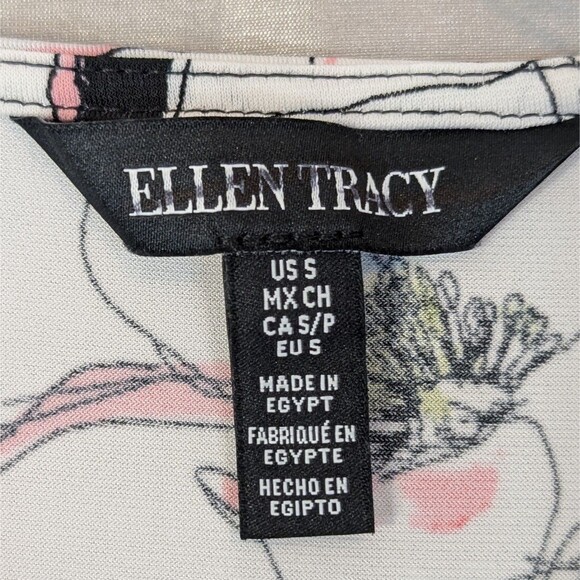 ELLEN TRACY
US S
MX CH
CA S/P
EU S
MADE IN
EGYPT
FABRIQUÉ EN
EGYPTE
HECHO EN
EGIPTO